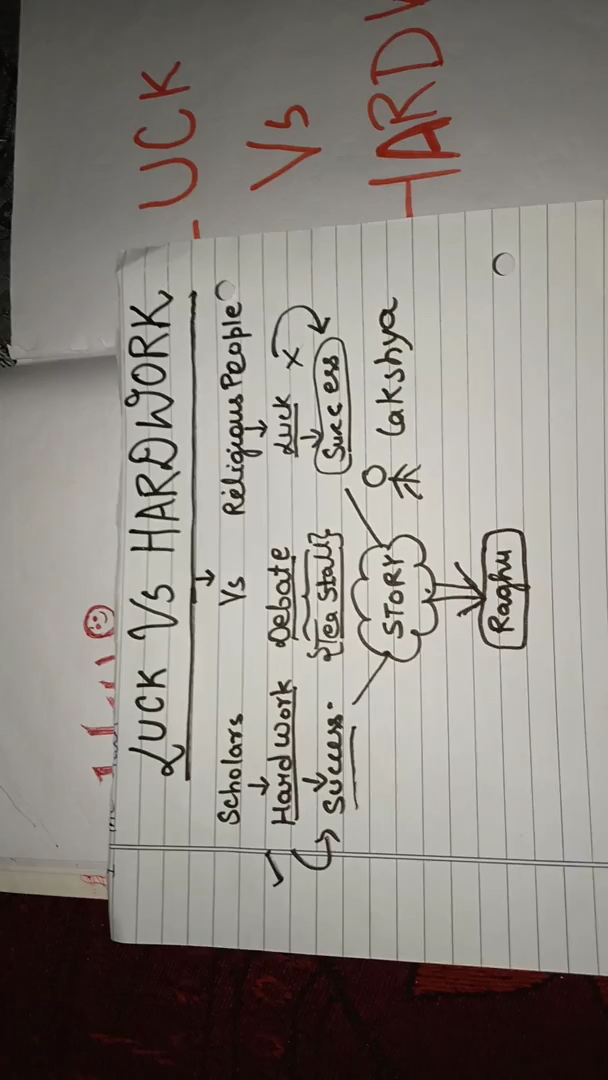 LUCK
Vs
HARDW
LUCK Vs HARDWORK
Scholars Vs Religious People
Hardwork Debate Luck x
Success. {Tea Stall} Success
STORY Lakshya
Raghu